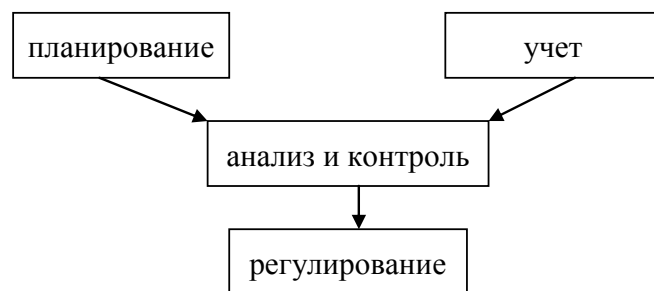 планирование
учет
анализ и контроль
регулирование